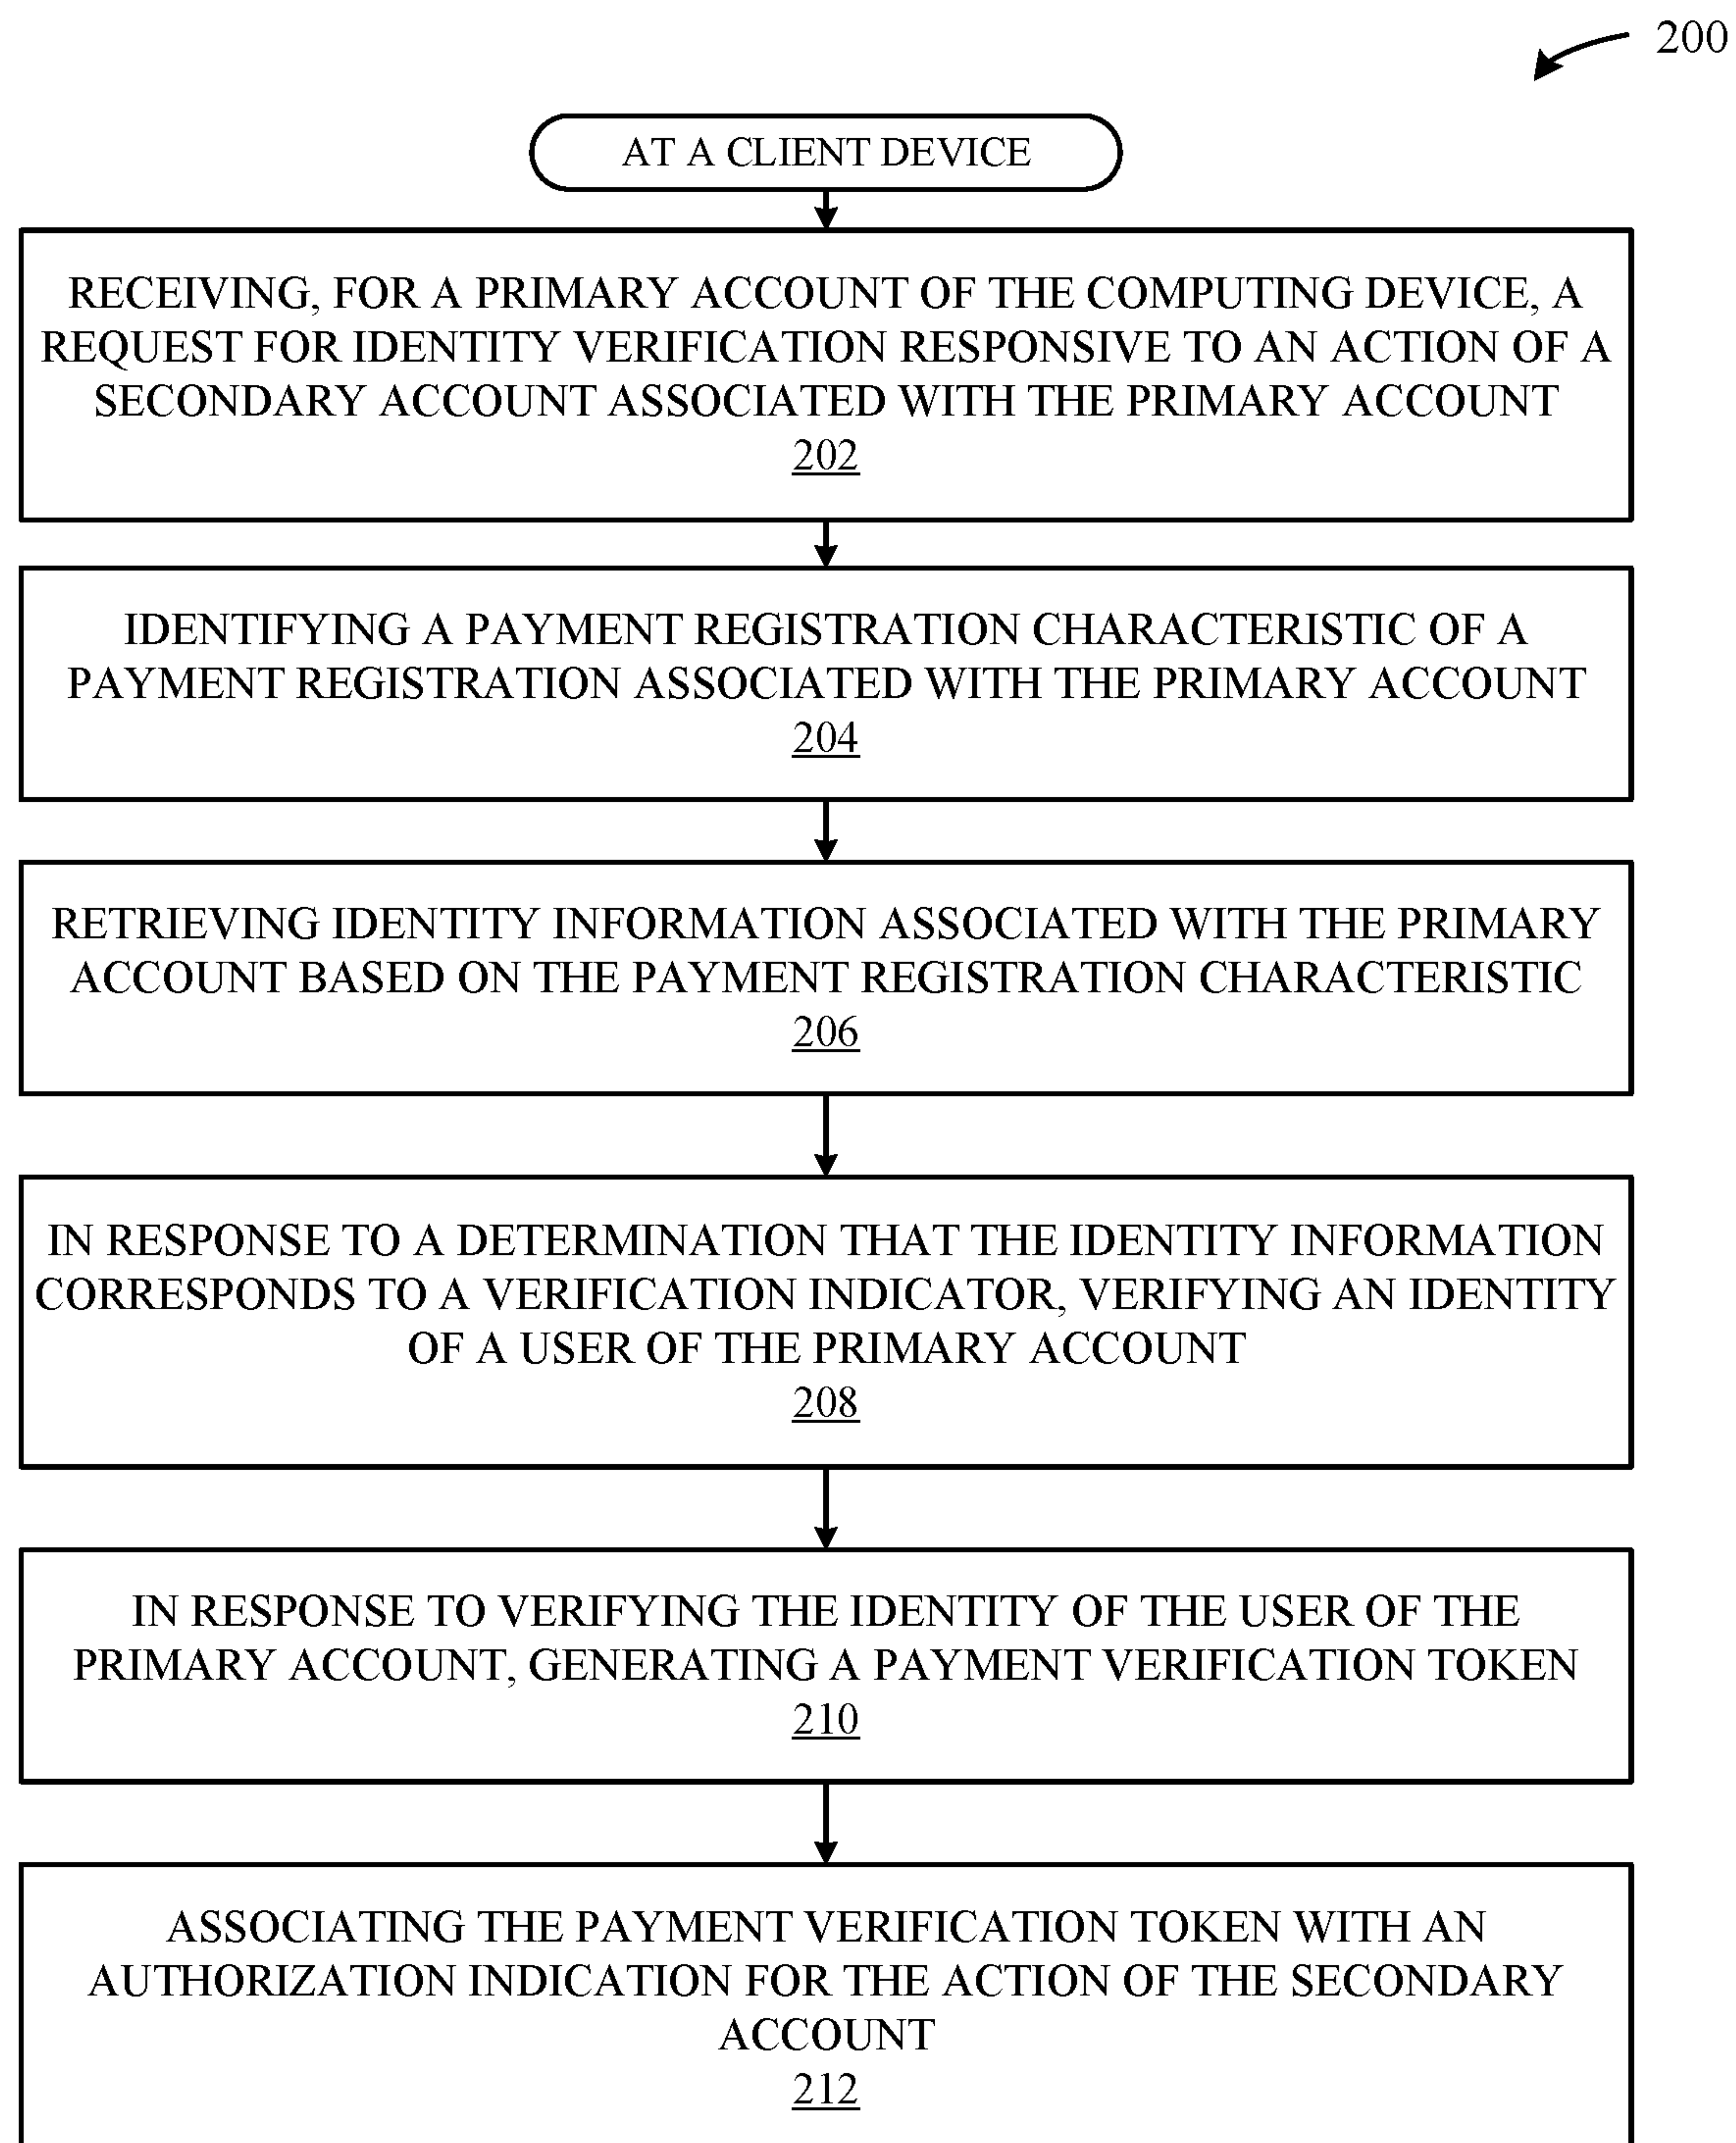 200
AT A CLIENT DEVICE
RECEIVING, FOR A PRIMARY ACCOUNT OF THE COMPUTING DEVICE, A
REQUEST FOR IDENTITY VERIFICATION RESPONSIVE TO AN ACTION OF A
SECONDARY ACCOUNT ASSOCIATED WITH THE PRIMARY ACCOUNT
202
IDENTIFYING A PAYMENT REGISTRATION CHARACTERISTIC OF A
PAYMENT REGISTRATION ASSOCIATED WITH THE PRIMARY ACCOUNT
204
RETRIEVING IDENTITY INFORMATION ASSOCIATED WITH THE PRIMARY
ACCOUNT BASED ON THE PAYMENT REGISTRATION CHARACTERISTIC
206
IN RESPONSE TO A DETERMINATION THAT THE IDENTITY INFORMATION
CORRESPONDS TO A VERIFICATION INDICATOR, VERIFYING AN IDENTITY
OF A USER OF THE PRIMARY ACCOUNT
208
IN RESPONSE TO VERIFYING THE IDENTITY OF THE USER OF THE
PRIMARY ACCOUNT, GENERATING A PAYMENT VERIFICATION TOKEN
210
ASSOCIATING THE PAYMENT VERIFICATION TOKEN WITH AN
AUTHORIZATION INDICATION FOR THE ACTION OF THE SECONDARY
ACCOUNT
212